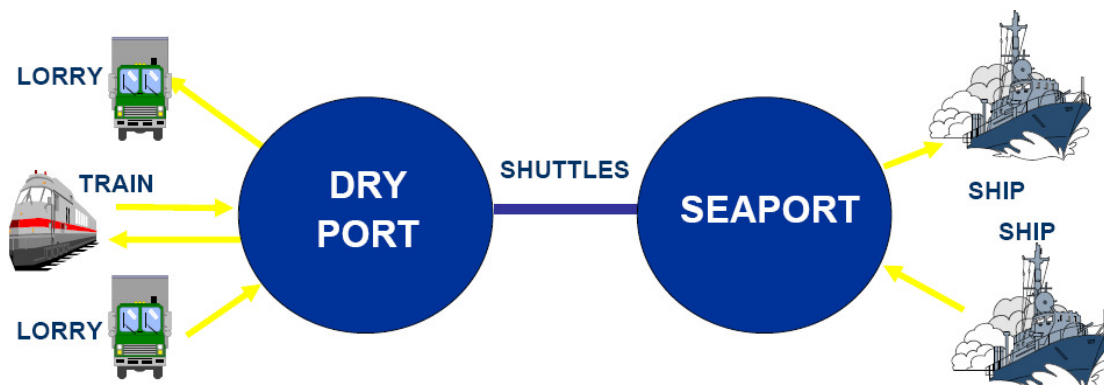 LORRY
TRAIN
LORRY
DRY
PORT
SHUTTLES
SEAPORT
SHIP
SHIP